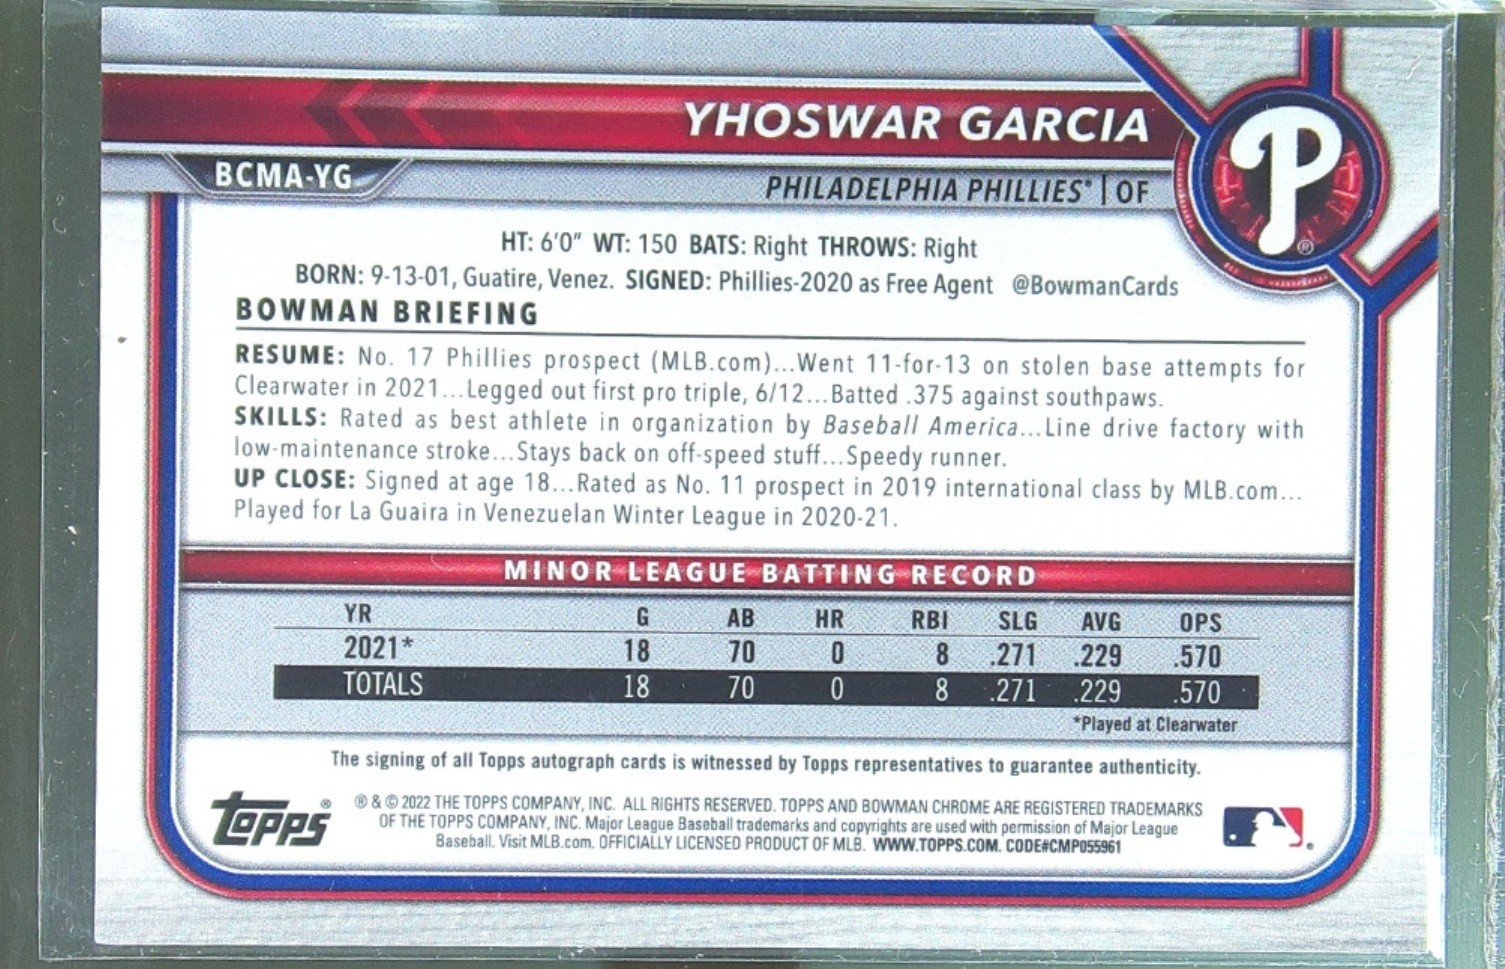 YHOSWAR GARCIA
BCMA-YG
PHILADELPHIA PHILLIES® | OF
P
®
HT: 6'0" WT: 150 BATS: Right THROWS: Right
BORN: 9-13-01, Guatire, Venez. SIGNED: Phillies-2020 as Free Agent @BowmanCards
BOWMAN BRIEFING
RESUME: No. 17 Phillies prospect (MLB.com)...Went 11-for-13 on stolen base attempts for
Clearwater in 2021...Legged out first pro triple, 6/12...Batted .375 against southpaws.
SKILLS: Rated as best athlete in organization by Baseball America...Line drive factory with
low-maintenance stroke...Stays back on off-speed stuff...Speedy runner.
UP CLOSE: Signed at age 18...Rated as No. 11 prospect in 2019 international class by MLB.com...
Played for La Guaira in Venezuelan Winter League in 2020-21.
MINOR LEAGUE BATTING RECORD
YR G AB HR RBI SLG AVG OPS
2021* 18 70 0 8 .271 .229 .570
TOTALS 18 70 0 8 .271 .229 .570
*Played at Clearwater
The signing of all Topps autograph cards is witnessed by Topps representatives to guarantee authenticity.
topps®
® & © 2022 THE TOPPS COMPANY, INC. ALL RIGHTS RESERVED. TOPPS AND BOWMAN CHROME ARE REGISTERED TRADEMARKS
OF THE TOPPS COMPANY, INC. Major League Baseball trademarks and copyrights are used with permission of Major League
Baseball. Visit MLB.com. OFFICIALLY LICENSED PRODUCT OF MLB. WWW.TOPPS.COM. CODE#CMP055961